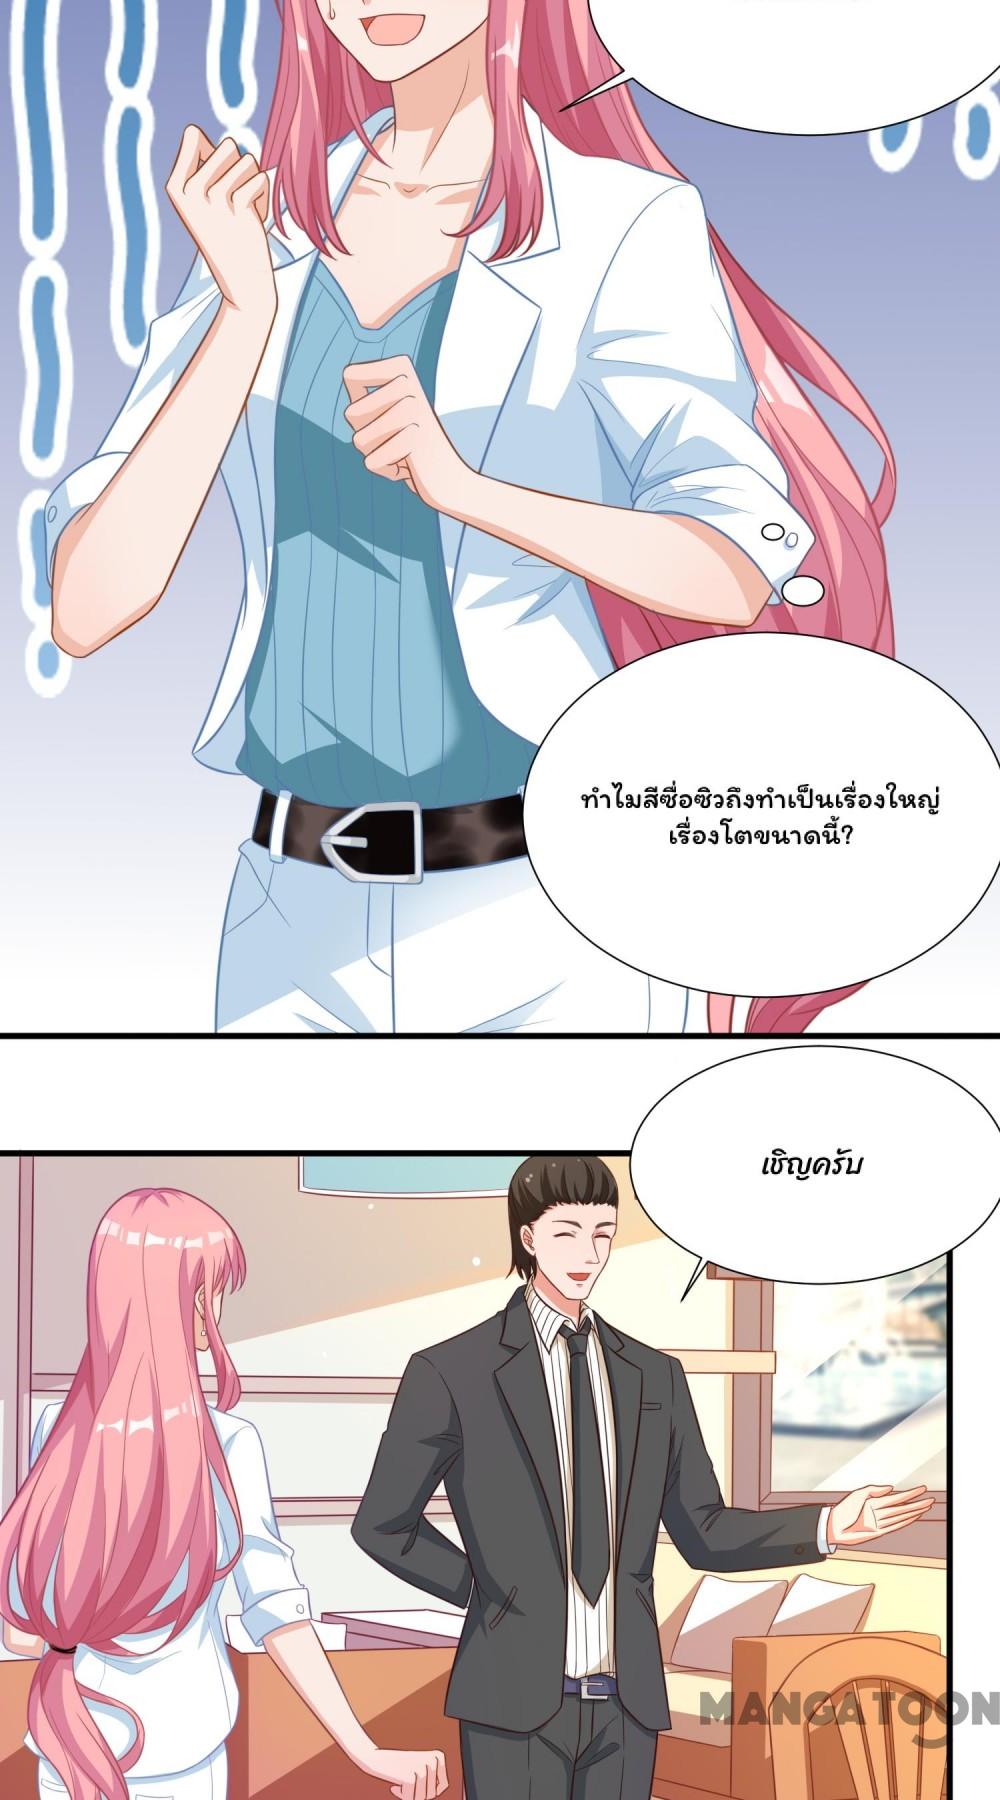 ทำไมสีซื่อซิวถึงทำเป็นเรื่องใหญ่
เรื่องโตขนาดนี้?
เชิญครับ
MANGATOON